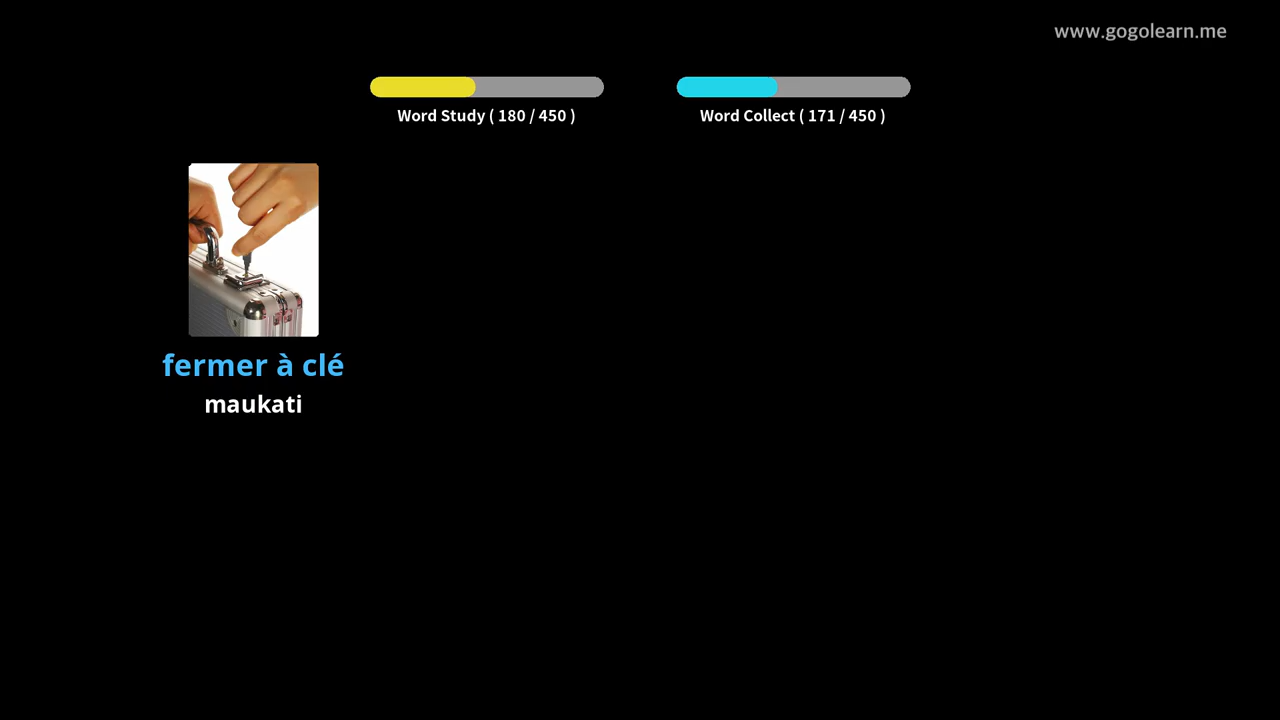 www.gogolearn.me
Word Study ( 180 / 450 )
Word Collect ( 171 / 450 )
fermer à clé
maukati